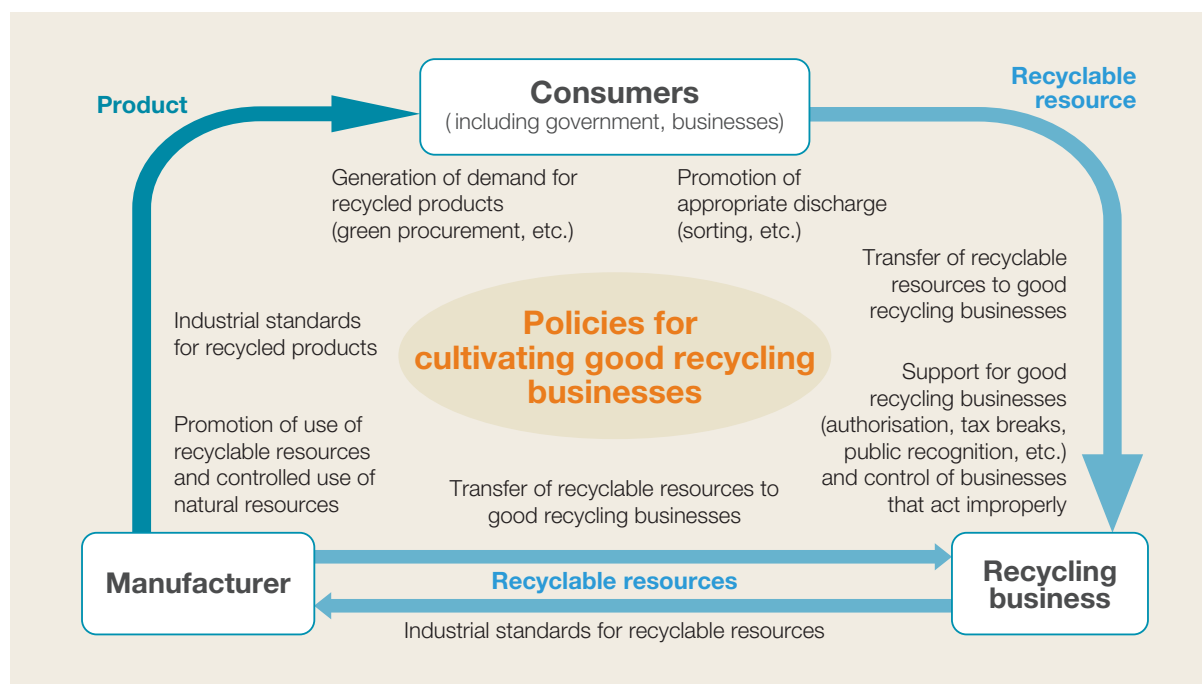 Product
Consumers
(including government, businesses)
Recyclable
resource
Generation of demand for
recycled products
(green procurement, etc.)
Promotion of
appropriate discharge
(sorting, etc.)
Transfer of recyclable
resources to good
recycling businesses
Industrial standards
for recycled products
Policies for
cultivating good recycling
businesses
Support for good
recycling businesses
(authorisation, tax breaks,
public recognition, etc.)
and control of businesses
that act improperly
Promotion of use of
recyclable resources
and controlled use of
natural resources
Transfer of recyclable resources to
good recycling businesses
Manufacturer
Recyclable resources
Recycling
business
Industrial standards for recyclable resources